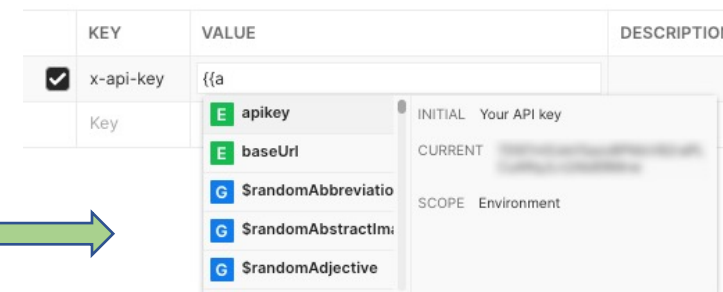 KEY VALUE DESCRIPTIO
x-api-key {{a
Key
E apikey
E baseUrl
G $randomAbbreviatio
G $randomAbstractIma
G $randomAdjective
INITIAL Your API key
CURRENT
SCOPE Environment